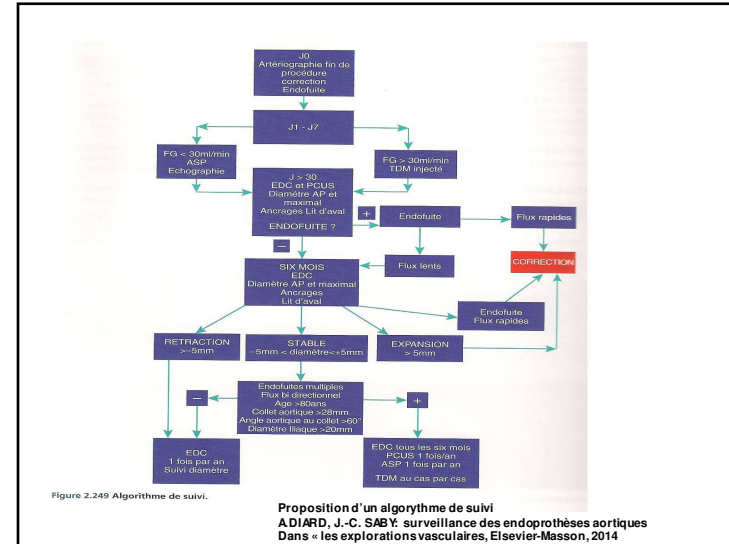 J0
Artériographie fin de
procédure
correction
Endofuite
J1 - J7
FG < 30ml/min
ASP
Echographie
FG > 30ml/min
TDM injecté
J > 30
EDC et PCUS
Diamétre AP et
maximal
Ancrages Lit d'aval
ENDOFUITE ?
+
Endofuite
Flux rapides
–
Flux lents
CORRECTION
SIX MOIS
EDC
Diamètre AP et maximal
Ancrages
Lit d'aval
Endofuite
Flux rapides
RETRACTION
>–5mm
STABLE
–5mm < diamètre<+5mm
EXPANSION
> 5mm
–
Endofuites multiples
Flux bi directionnel
Age >80ans
Collet aortique >28mm
Angle aortique au collet >60°
Diamètre Iliaque >20mm
+
EDC
1 fois par an
Suivi diamètre
EDC tous les six mois
PCUS 1 fois/an
ASP 1 fois par an
TDM au cas par cas
Figure 2.249 Algorithme de suivi.
Proposition d'un algorythme de suivi
A DIARD, J.-C. SABY: surveillance des endoprothèses aortiques
Dans « les explorations vasculaires, Elsevier-Masson, 2014